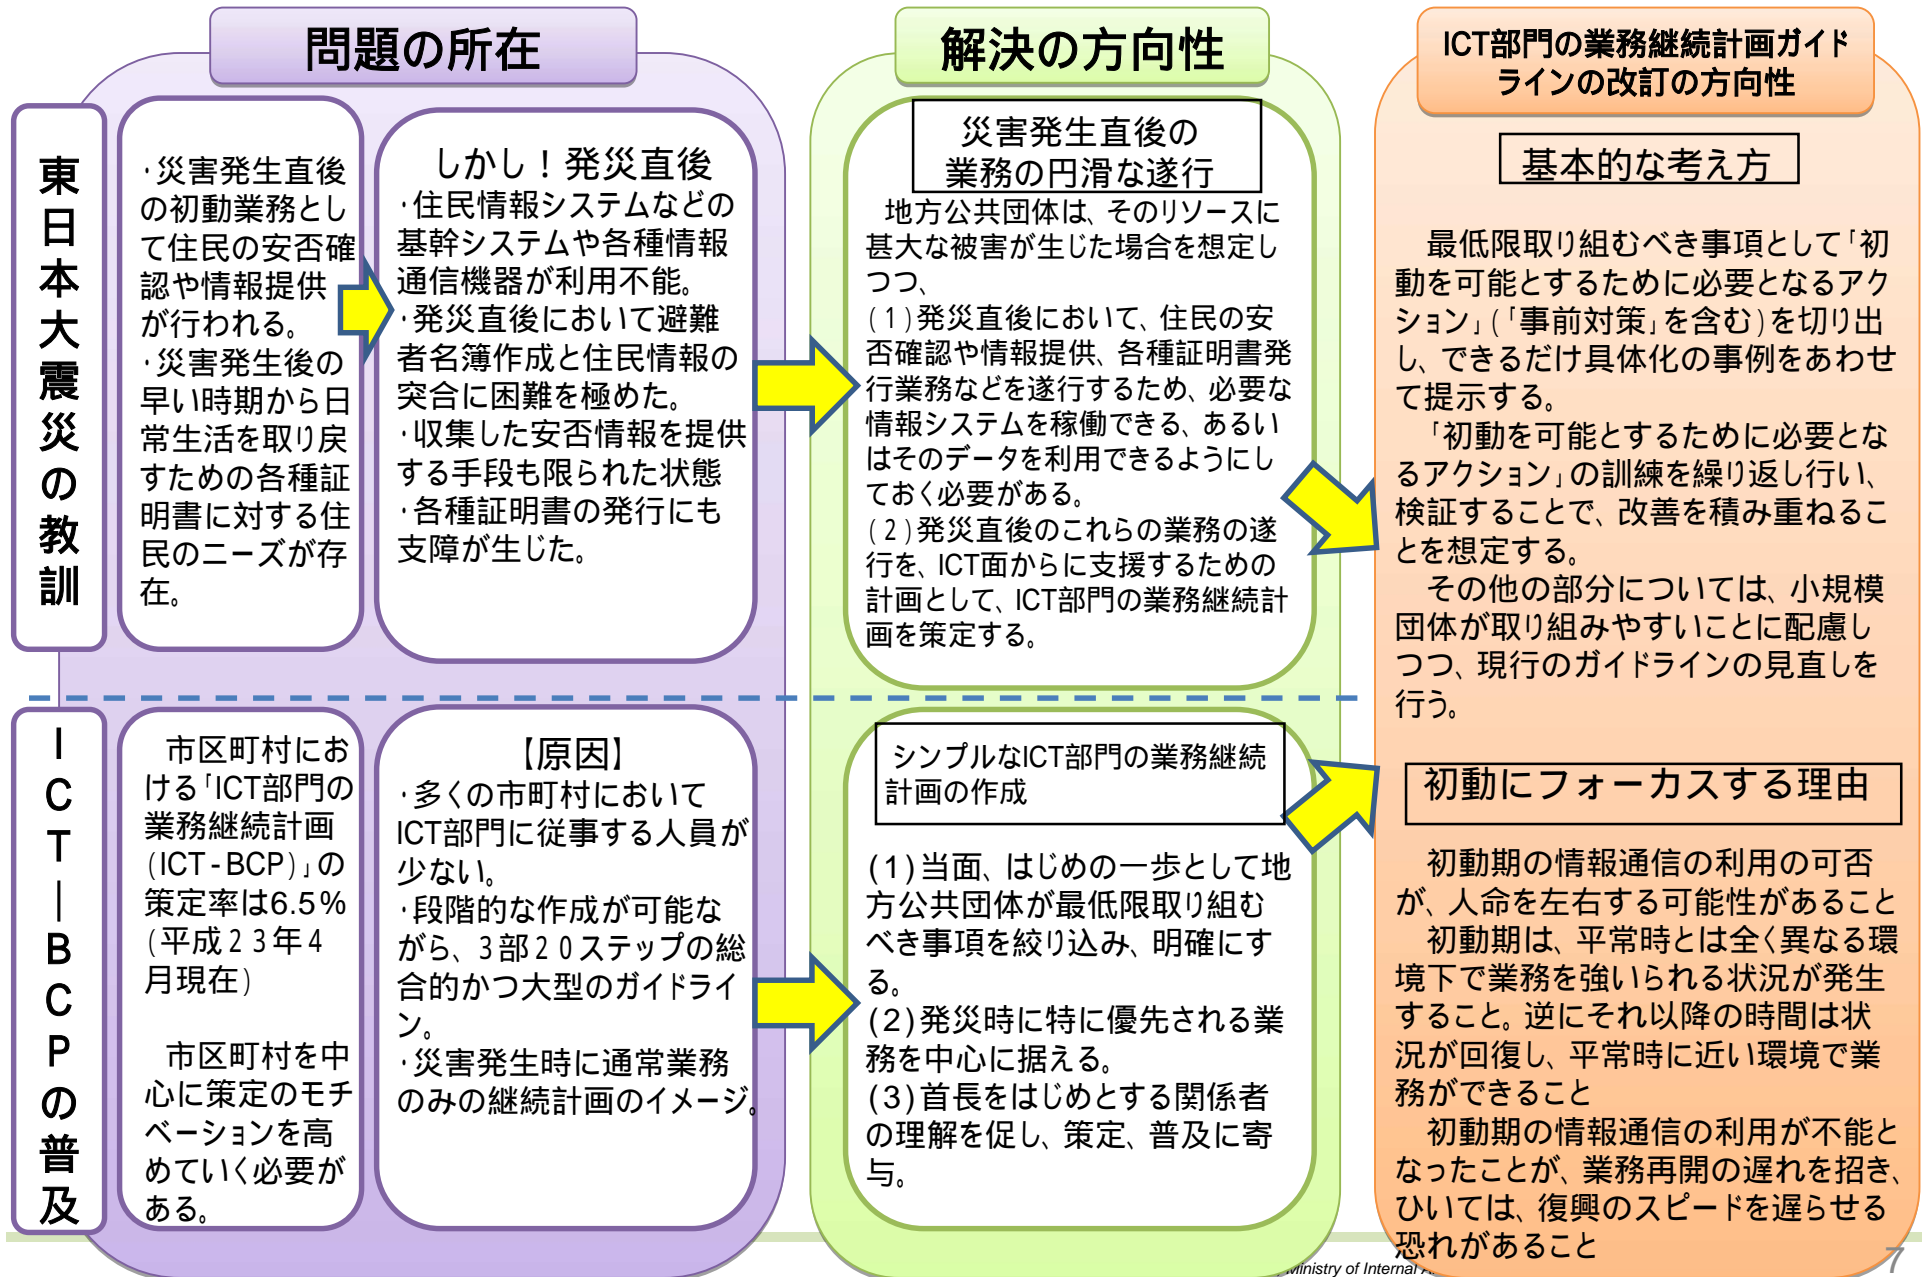 問題の所在
解決の方向性
ICT部門の業務継続計画ガイド
ラインの改訂の方向性
東日本大震災の教訓
・災害発生直後
の初動業務とし
て住民の安否確
認や情報提供
が行われる。
・災害発生後の
早い時期から日
常生活を取り戻
すための各種証
明書に対する住
民のニーズが存
在。
しかし！発災直後
・住民情報システムなどの
基幹システムや各種情報
通信機器が利用不能。
・発災直後において避難
者名簿作成と住民情報の
突合に困難を極めた。
・収集した安否情報を提供
する手段も限られた状態
・各種証明書の発行にも
支障が生じた。
災害発生直後の
業務の円滑な遂行
地方公共団体は、そのリソースに
甚大な被害が生じた場合を想定し
つつ、
(1)発災直後において、住民の安
否確認や情報提供、各種証明書発
行業務などを遂行するため、必要な
情報システムを稼働できる、あるい
はそのデータを利用できるようにし
ておく必要がある。
(2)発災直後のこれらの業務の遂
行を、ICT面からに支援するための
計画として、ICT部門の業務継続計
画を策定する。
基本的な考え方
最低限取り組むべき事項として「初
動を可能とするために必要となるアク
ション」(「事前対策」を含む)を切り出
し、できるだけ具体化の事例をあわせ
て提示する。
「初動を可能とするために必要とな
るアクション」の訓練を繰り返し行い、
検証することで、改善を積み重ねるこ
とを想定する。
その他の部分については、小規模
団体が取り組みやすいことに配慮し
つつ、現行のガイドラインの見直しを
行う。
ICT－BCPの普及
市区町村にお
ける「ICT部門の
業務継続計画
(ICT-BCP)」の
策定率は6.5%
(平成23年4
月現在)
市区町村を中
心に策定のモチ
ベーションを高
めていく必要が
ある。
【原因】
・多くの市町村において
ICT部門に従事する人員が
少ない。
・段階的な作成が可能な
がら、3部20ステップの総
合的かつ大型のガイドライ
ン。
・災害発生時に通常業務
のみの継続計画のイメージ。
シンプルなICT部門の業務継続
計画の作成
(1)当面、はじめの一歩として地
方公共団体が最低限取り組む
べき事項を絞り込み、明確にす
る。
(2)発災時に特に優先される業
務を中心に据える。
(3)首長をはじめとする関係者
の理解を促し、策定、普及に寄
与。
初動にフォーカスする理由
初動期の情報通信の利用の可否
が、人命を左右する可能性があること
初動期は、平常時とは全く異なる環
境下で業務を強いられる状況が発生
すること。逆にそれ以降の時間は状
況が回復し、平常時に近い環境で業
務ができること
初動期の情報通信の利用が不能と
なったことが、業務再開の遅れを招き、
ひいては、復興のスピードを遅らせる
恐れがあること
Ministry of Internal
7